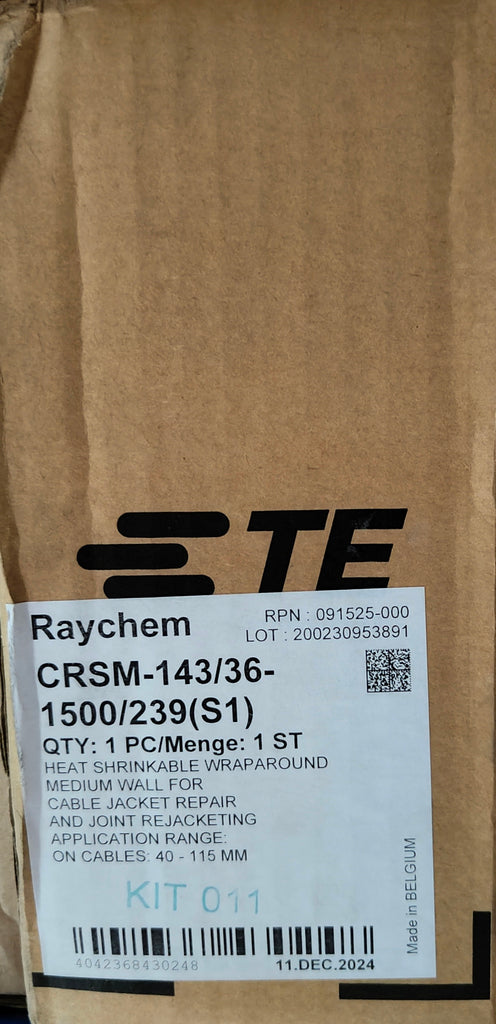 TE
Raychem
RPN : 091525-000
LOT : 200230953891
CRSM-143/36-
1500/239(S1)
QTY: 1 PC/Menge: 1 ST
HEAT SHRINKABLE WRAPAROUND
MEDIUM WALL FOR
CABLE JACKET REPAIR
AND JOINT REJACKETING
APPLICATION RANGE:
ON CABLES: 40 - 115 MM
KIT 011
Made in BELGIUM
4042368430248
11.DEC.2024